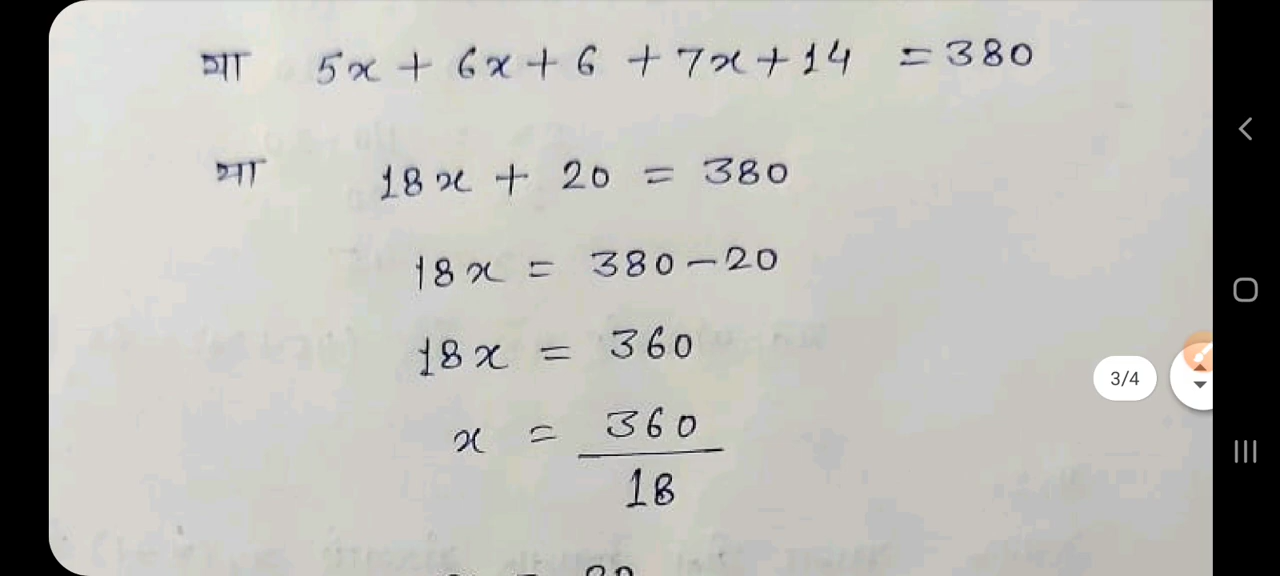 या 5x + 6x + 6 + 7x + 14 = 380
या 18x + 20 = 380
18x = 380 - 20
18x = 360
x = 360/18
3/4